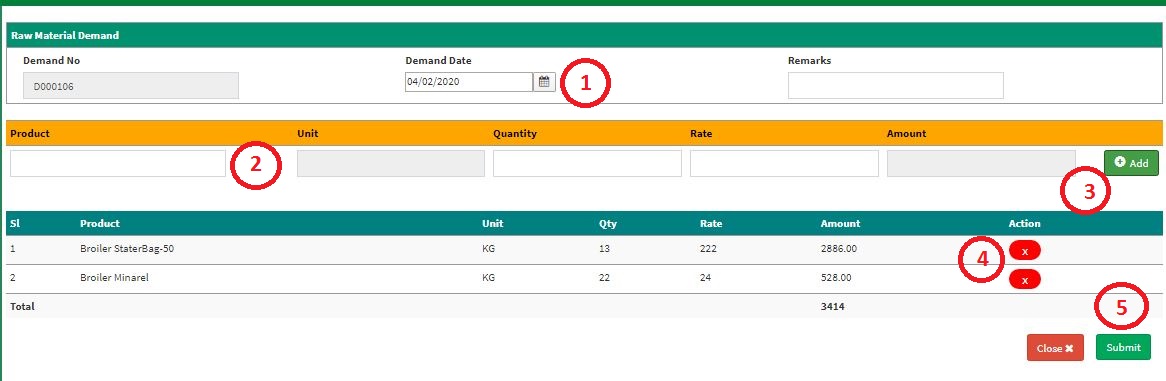 Raw Material Demand
Demand No Demand Date Remarks
D000106 04/02/2020 1
Product Unit Quantity Rate Amount
2 Add
3
Sl Product Unit Qty Rate Amount Action
1 Broiler StaterBag-50 KG 13 222 2886.00 x
4
2 Broiler Minarel KG 22 24 528.00 x
Total 3414
5
Close ✖ Submit